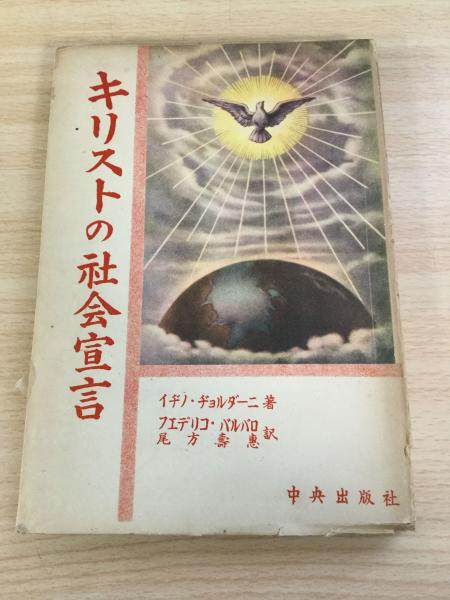 キリストの社会宣言
イヂノ・ヂョルダーニ著
フエデリコ・バルバロ
尾方壽惠訳
中央出版社